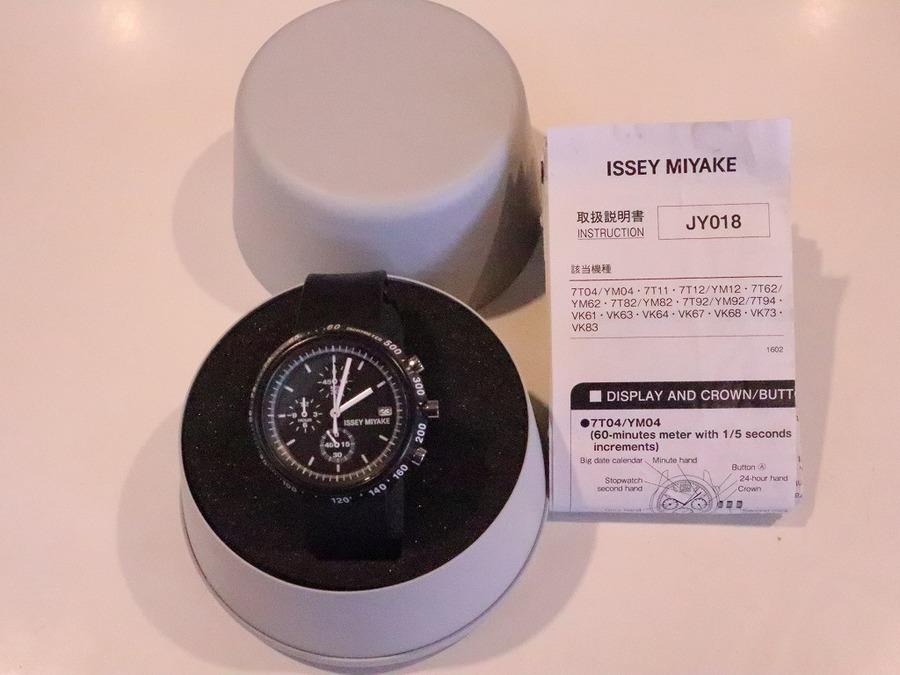 ISSEY MIYAKE
取扱説明書
INSTRUCTION
JY018
該当機種
7T04/YM04・7T11・7T12/YM12・7T62/
YM62・7T82/YM82・7T92/YM92/7T94・
VK61・VK63・VK64・VK67・VK68・VK73・
VK83
1602
■ DISPLAY AND CROWN/BUTT
●7T04/YM04
(60-minutes meter with 1/5 seconds
increments)
Big date calendar
Minute hand
Button Ⓐ
24-hour hand
Stopwatch
second hand
Crown
60
500
300
200
160
140
120
ISSEY MIYAKE
45 15
30